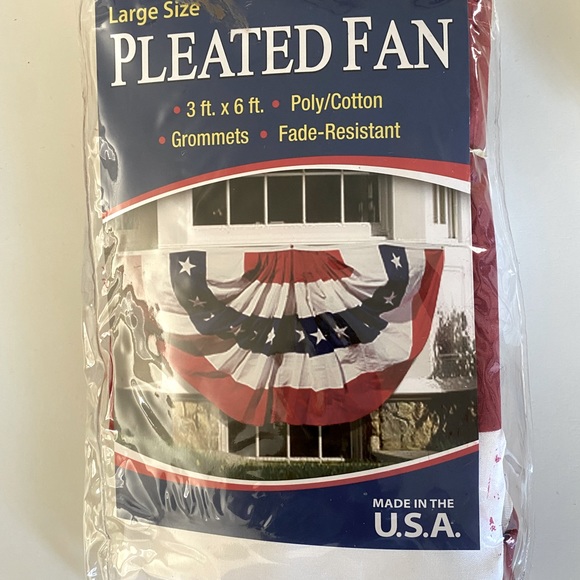 Large Size
PLEATED FAN
• 3 ft. x 6 ft. • Poly/Cotton
• Grommets • Fade-Resistant
MADE IN THE
U.S.A.